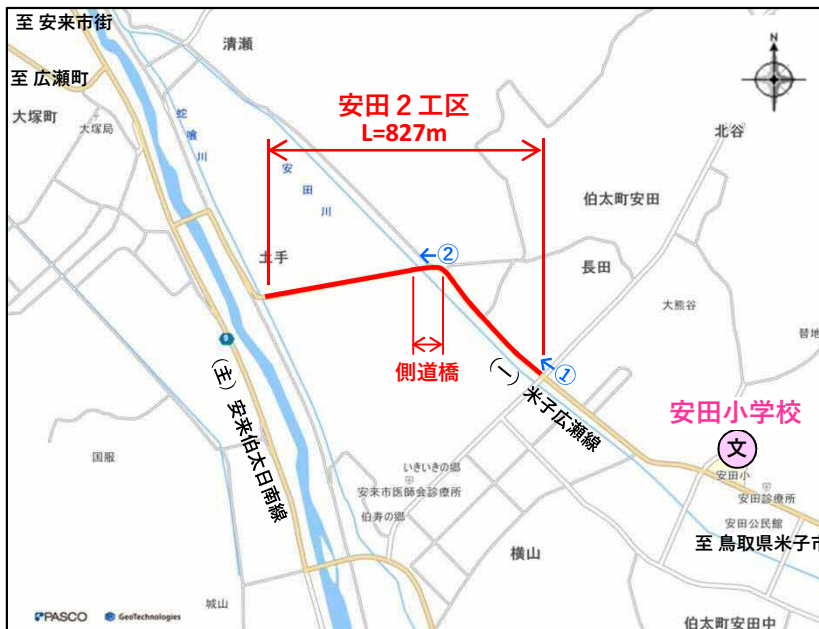 至 安来市街
清瀬
至 広瀬町
大塚町
大塚局
蛇喰川
安田2工区
L=827m
N
北谷
安田川
伯太町安田
土手
←②
長田
大熊谷
替地
側道橋
←①
9
(主) 安来伯太日南線
(一) 米子広瀬線
安田小学校
文
国服
いきいきの郷
安来市医師会診療所
伯寿の郷
安田小
安田診療所
安田公民館
横山
至 鳥取県米子市
城山
PASCO
GeoTechnologies
伯太町安田中